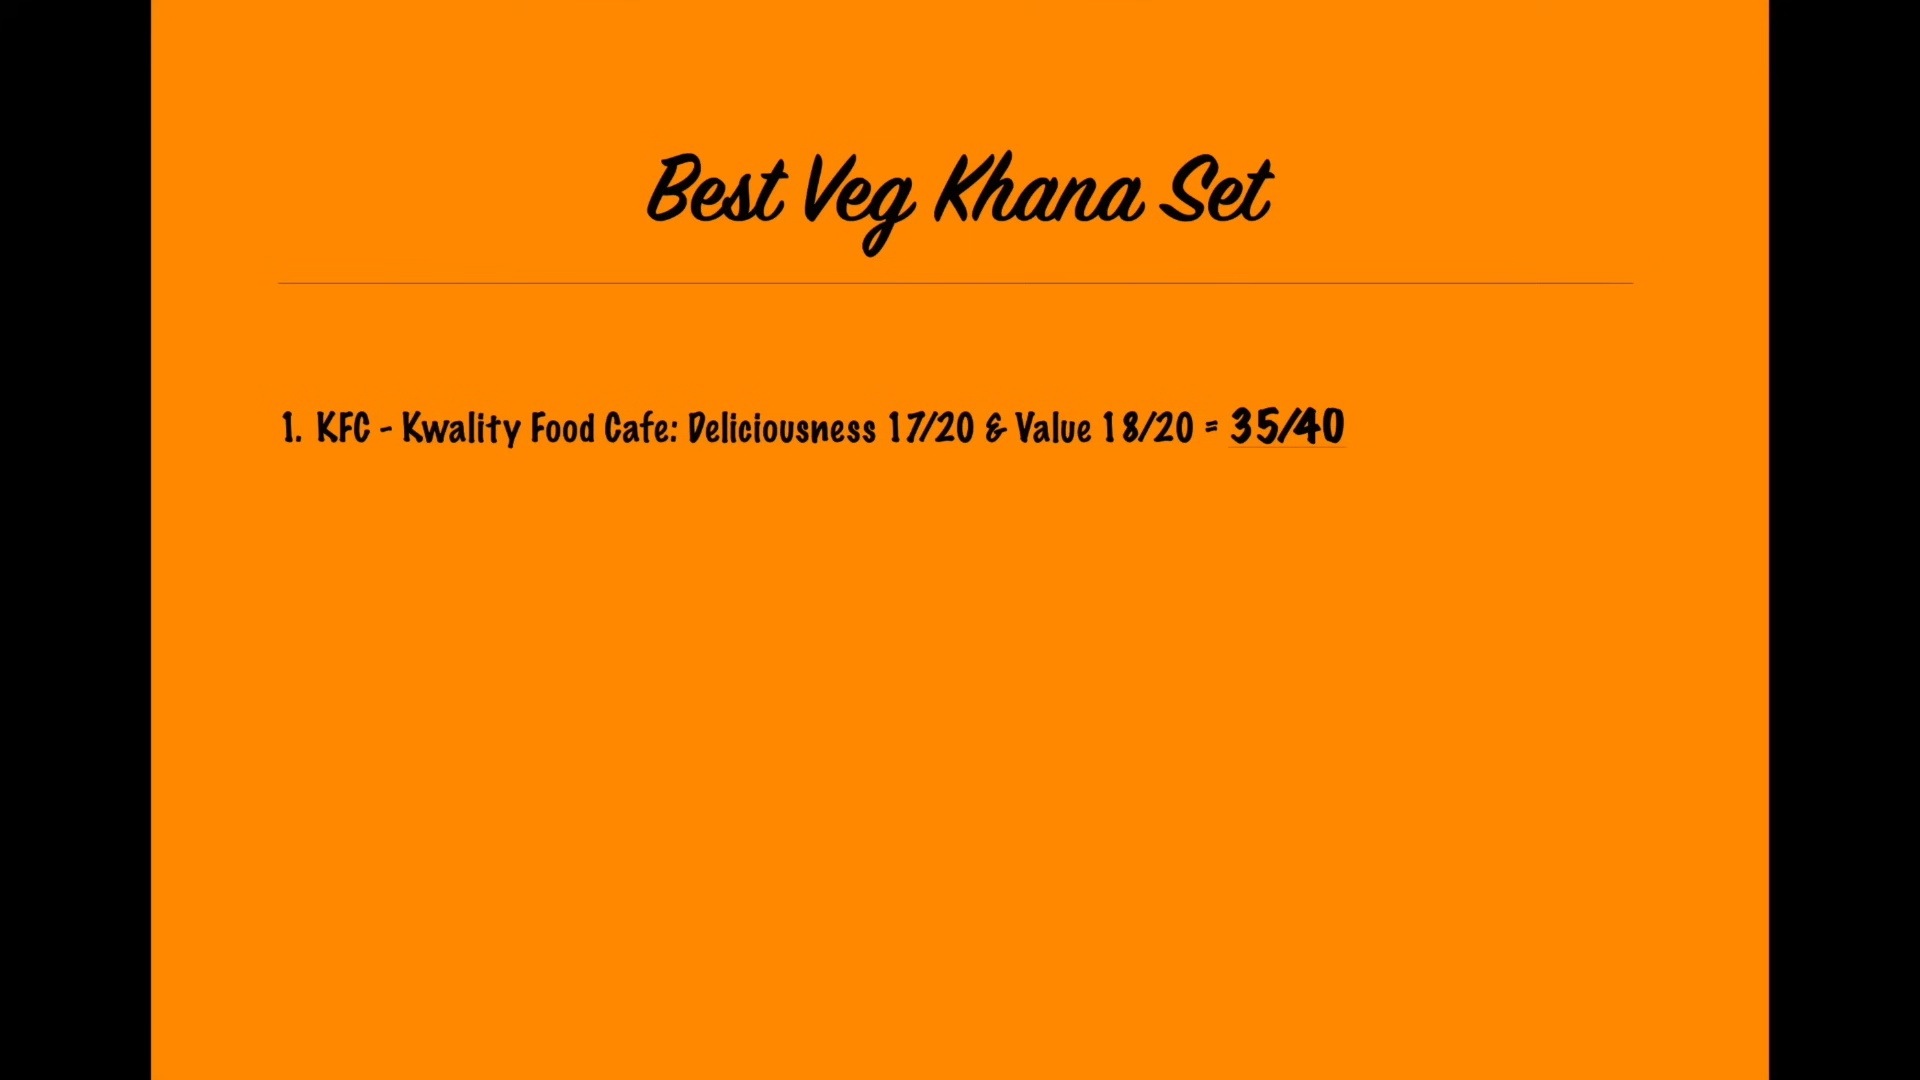 Best Veg Khana Set
1. KFC - Kwality Food Cafe: Deliciousness 17/20 & Value 18/20 = 35/40